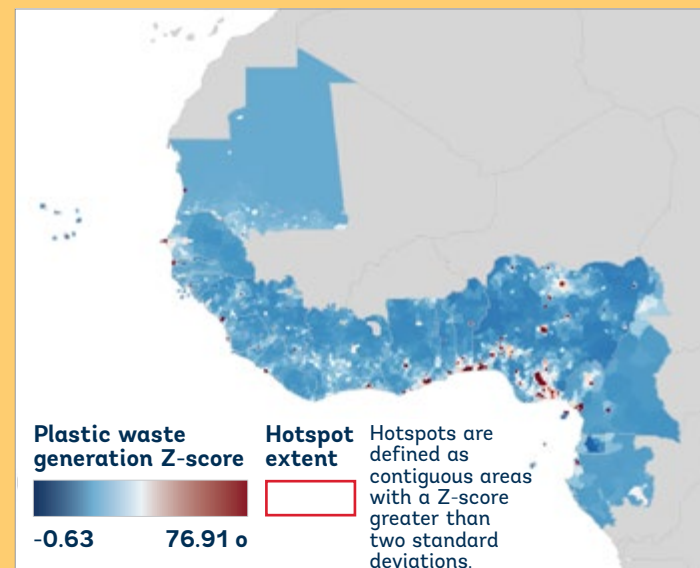 Plastic waste
generation Z-score
-0.63
76.91 o
Hotspot
extent
Hotspots are
defined as
contiguous areas
with a Z-score
greater than
two standard
deviations.